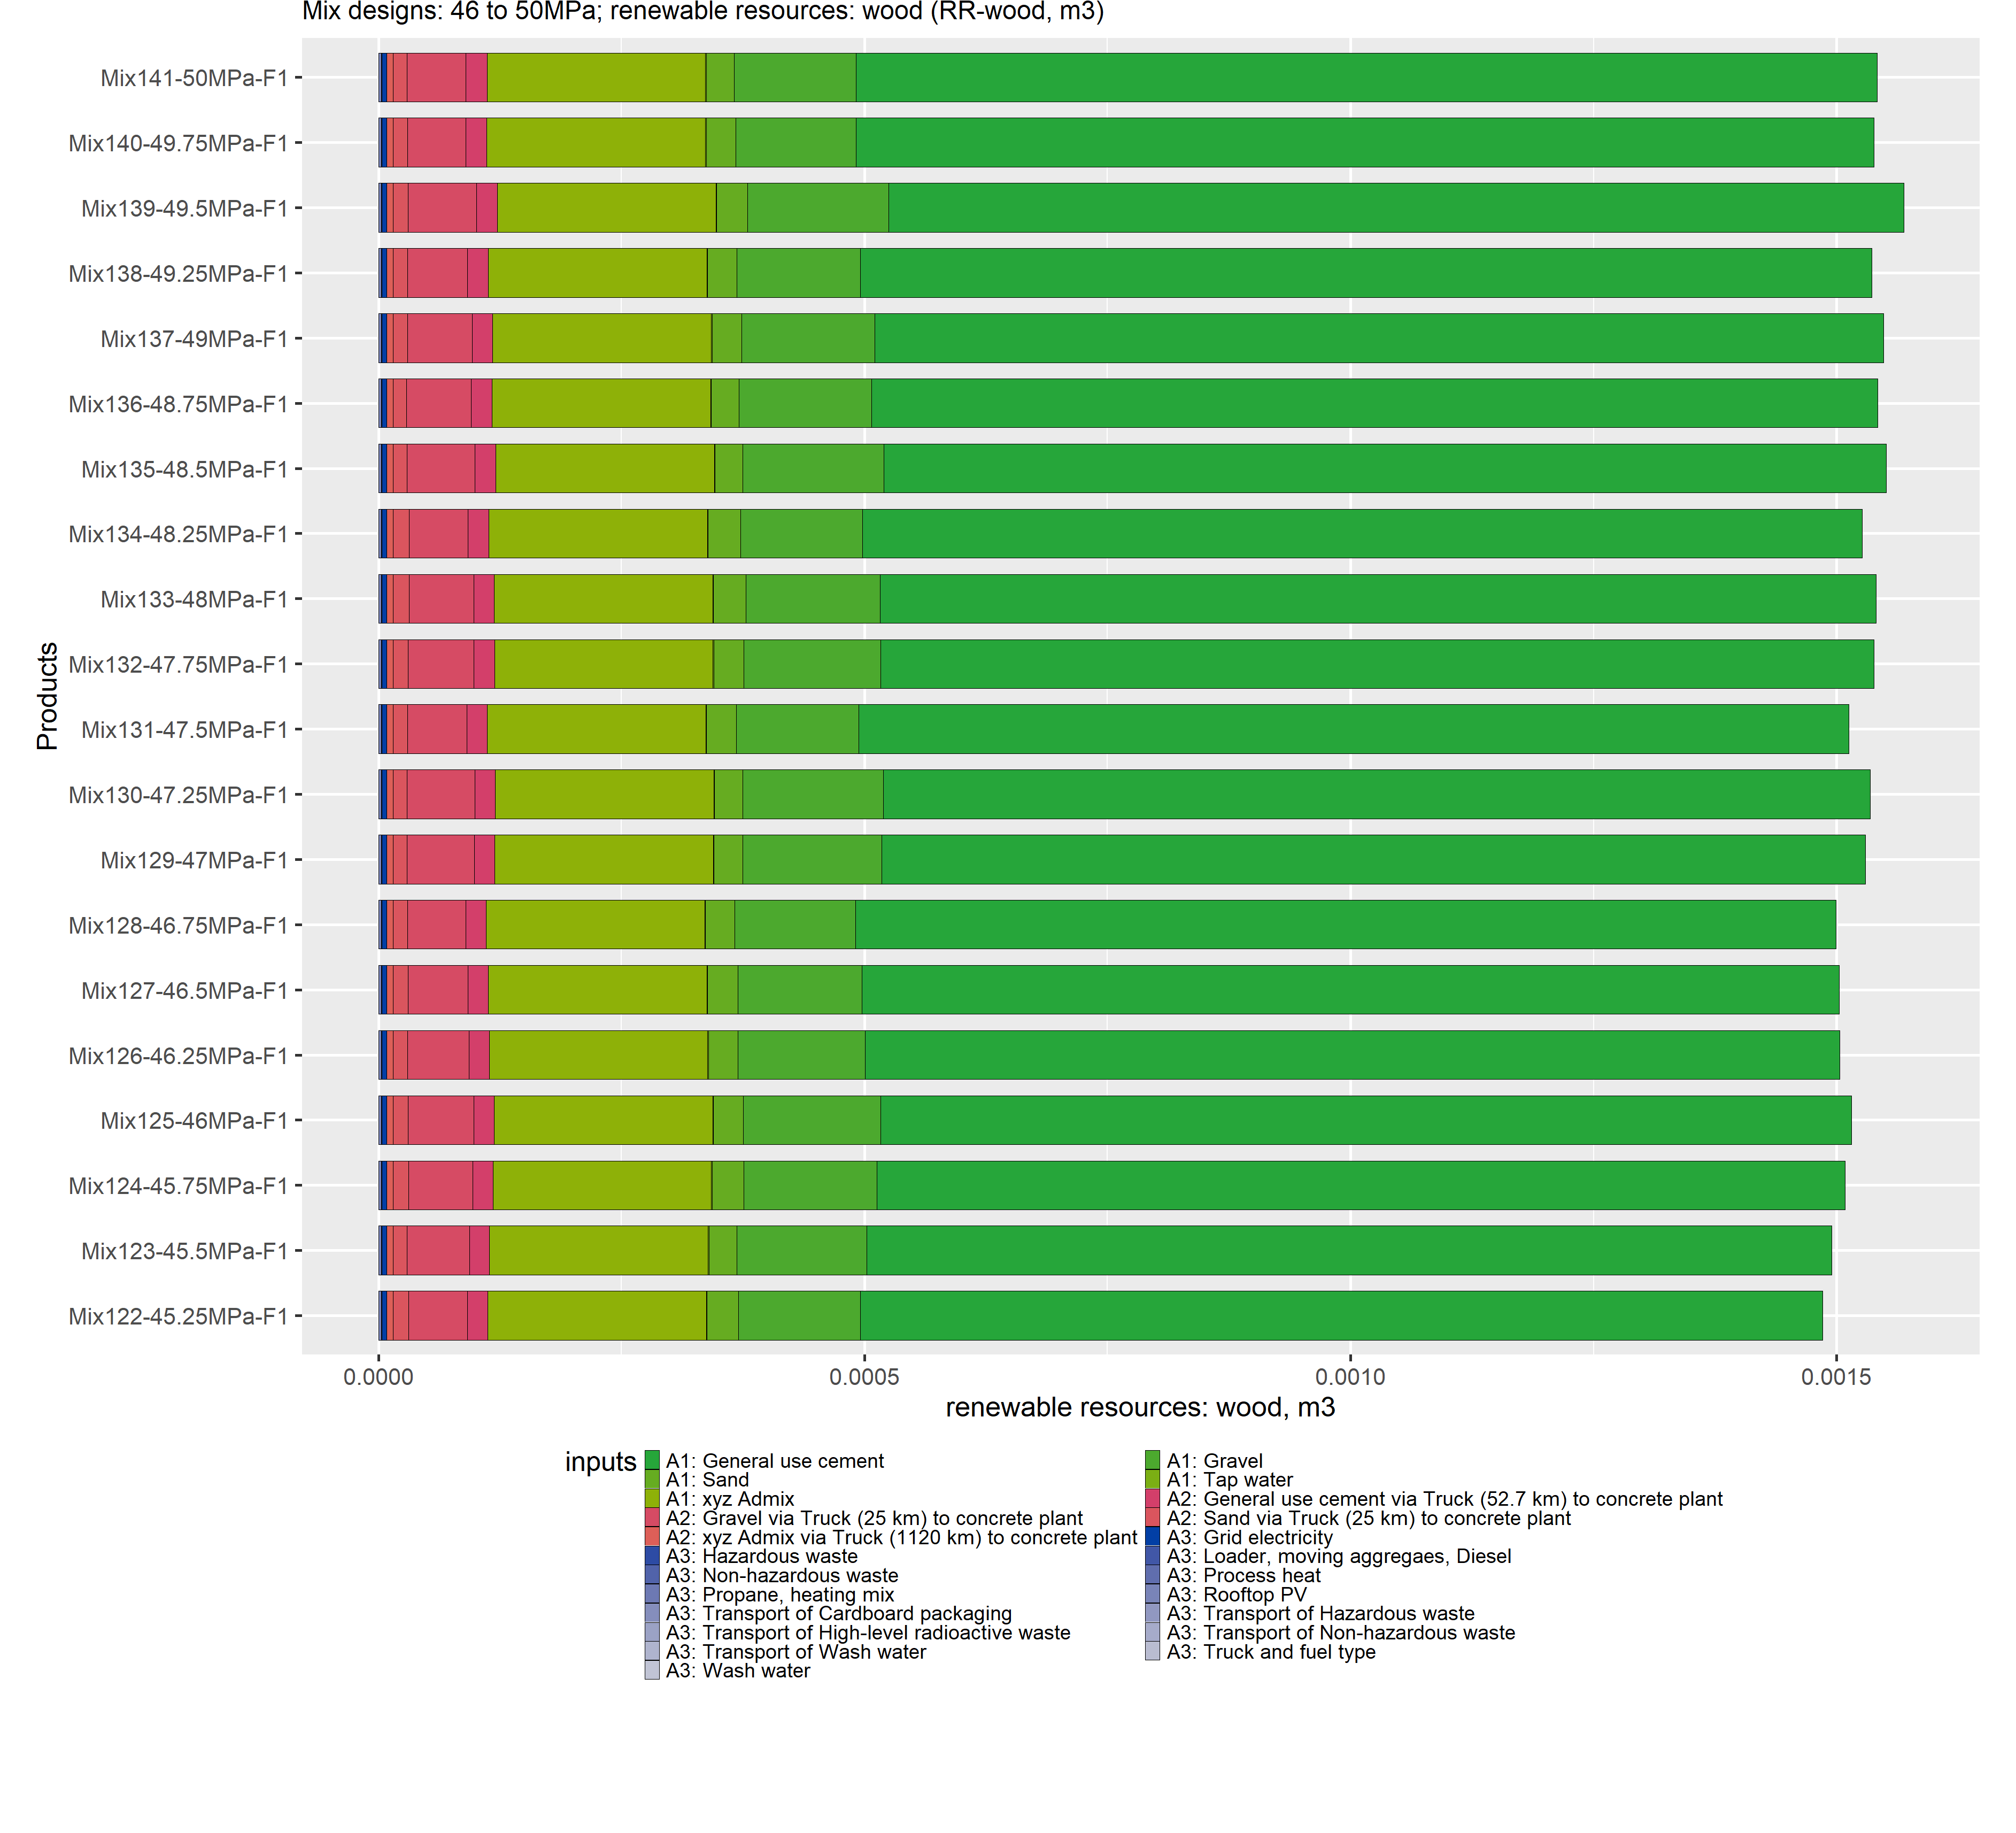 Mix designs: 46 to 50MPa; renewable resources: wood (RR-wood, m3)
Mix141-50MPa-F1
Mix140-49.75MPa-F1
Mix139-49.5MPa-F1
Mix138-49.25MPa-F1
Mix137-49MPa-F1
Mix136-48.75MPa-F1
Mix135-48.5MPa-F1
Mix134-48.25MPa-F1
Mix133-48MPa-F1
Mix132-47.75MPa-F1
Mix131-47.5MPa-F1
Mix130-47.25MPa-F1
Mix129-47MPa-F1
Mix128-46.75MPa-F1
Mix127-46.5MPa-F1
Mix126-46.25MPa-F1
Mix125-46MPa-F1
Mix124-45.75MPa-F1
Mix123-45.5MPa-F1
Mix122-45.25MPa-F1
Products
0.0000 0.0005 0.0010 0.0015
renewable resources: wood, m3
inputs
A1: General use cement A1: Gravel
A1: Sand A1: Tap water
A1: xyz Admix A2: General use cement via Truck (52.7 km) to concrete plant
A2: Gravel via Truck (25 km) to concrete plant A2: Sand via Truck (25 km) to concrete plant
A2: xyz Admix via Truck (1120 km) to concrete plant A3: Grid electricity
A3: Hazardous waste A3: Loader, moving aggregaes, Diesel
A3: Non-hazardous waste A3: Process heat
A3: Propane, heating mix A3: Rooftop PV
A3: Transport of Cardboard packaging A3: Transport of Hazardous waste
A3: Transport of High-level radioactive waste A3: Transport of Non-hazardous waste
A3: Transport of Wash water A3: Truck and fuel type
A3: Wash water